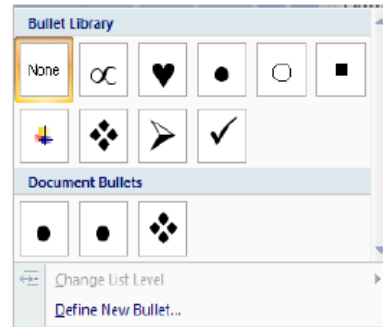 Bullet Library
None
Document Bullets
Change List Level
Define New Bullet...